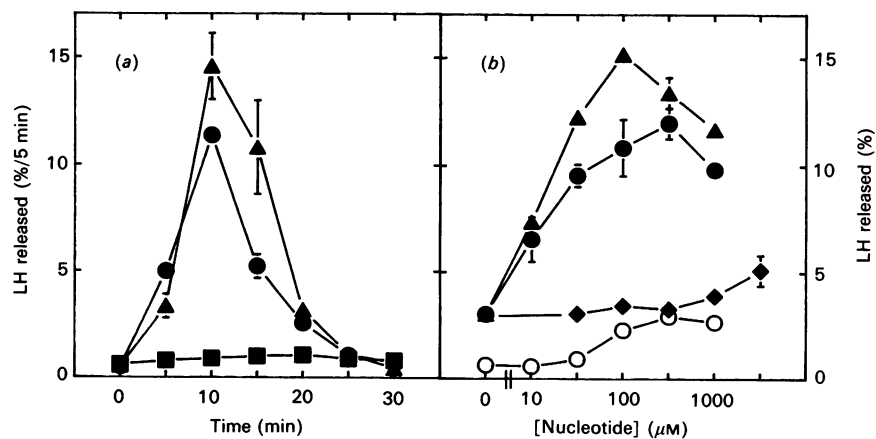 (a)
15
10
5
0
LH released (%/5 min)
0 10 20 30
Time (min)
(b)
15
10
5
0
LH released (%)
0 10 100 1000
[Nucleotide] (μM)